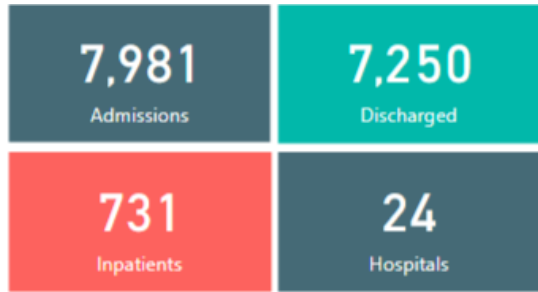 7,981
Admissions
7,250
Discharged
731
Inpatients
24
Hospitals